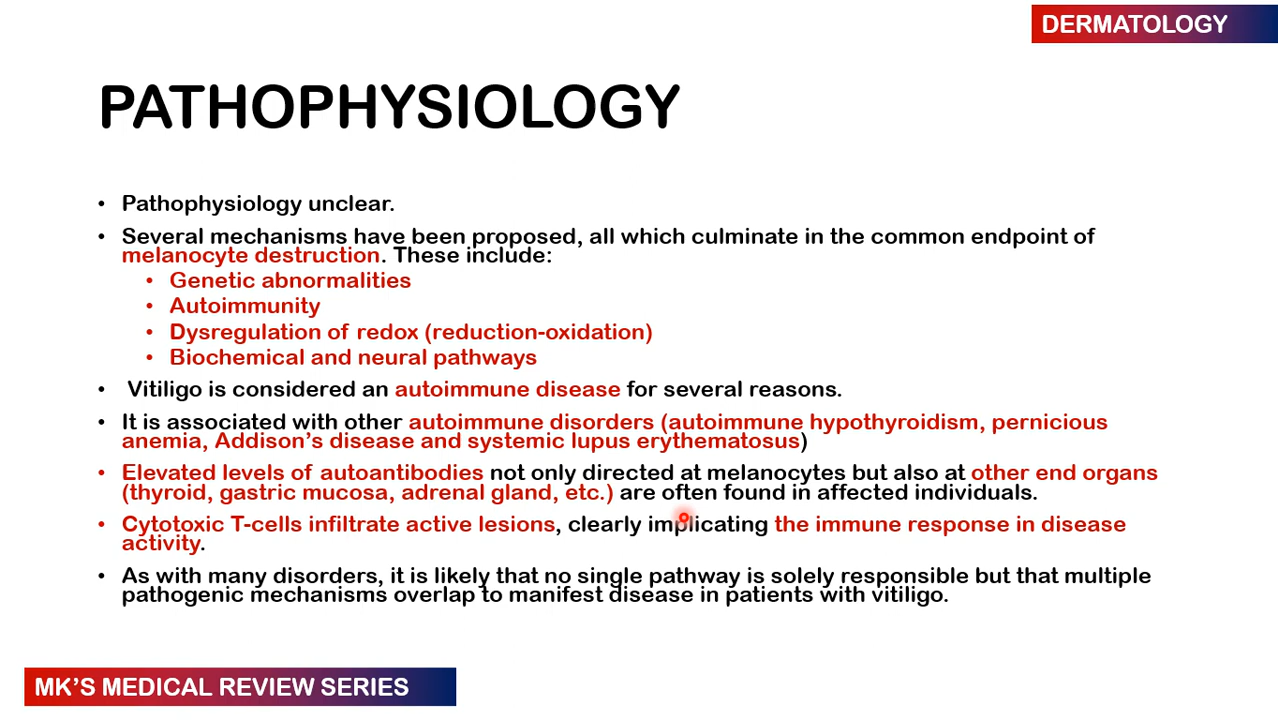 DERMATOLOGY
PATHOPHYSIOLOGY
• Pathophysiology unclear.
• Several mechanisms have been proposed, all which culminate in the common endpoint of
melanocyte destruction. These include:
• Genetic abnormalities
• Autoimmunity
• Dysregulation of redox (reduction-oxidation)
• Biochemical and neural pathways
• Vitiligo is considered an autoimmune disease for several reasons.
• It is associated with other autoimmune disorders (autoimmune hypothyroidism, pernicious
anemia, Addison's disease and systemic lupus erythematosus)
• Elevated levels of autoantibodies not only directed at melanocytes but also at other end organs
(thyroid, gastric mucosa, adrenal gland, etc.) are often found in affected individuals.
• Cytotoxic T-cells infiltrate active lesions, clearly implicating the immune response in disease
activity.
• As with many disorders, it is likely that no single pathway is solely responsible but that multiple
pathogenic mechanisms overlap to manifest disease in patients with vitiligo.
MK'S MEDICAL REVIEW SERIES